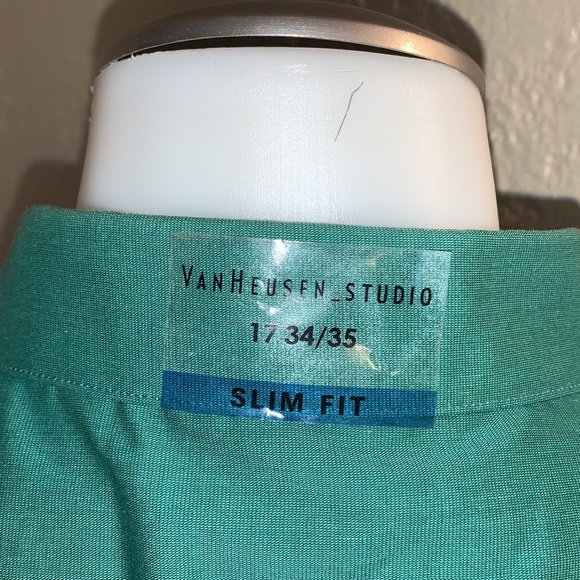 VANHEUSEN_STUDIO
17 34/35
SLIM FIT